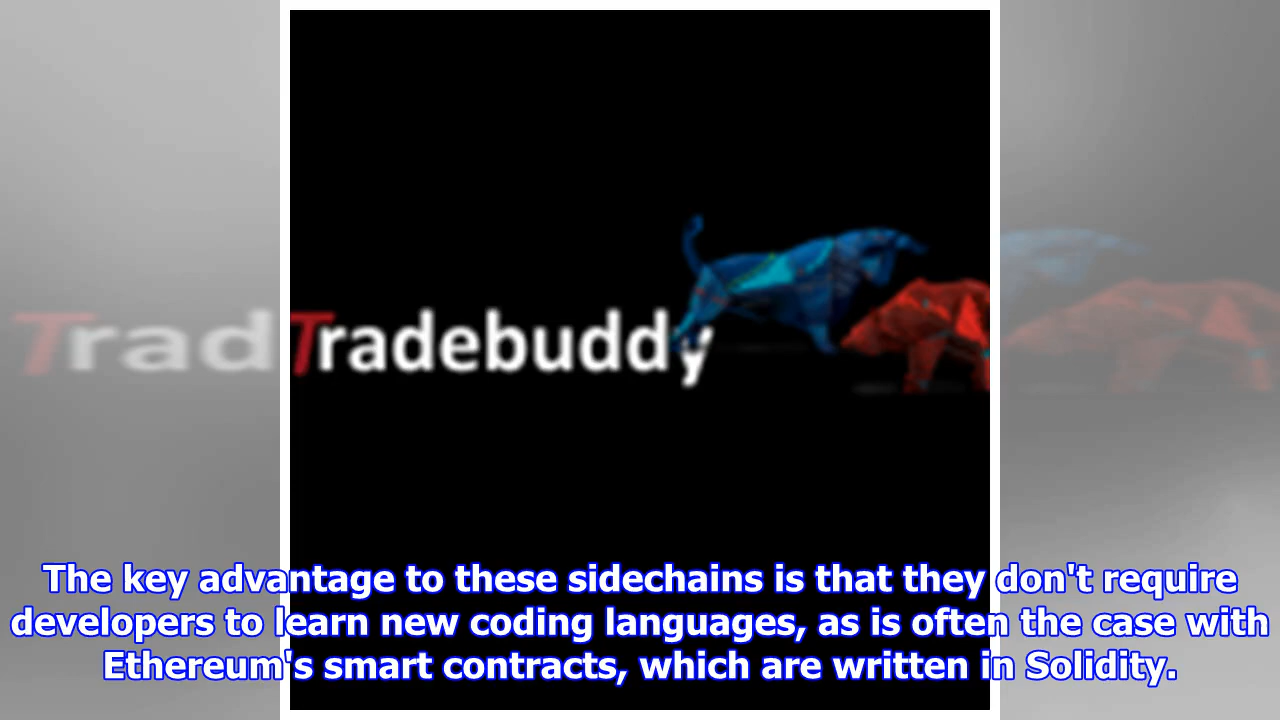 Trad
Tradebuddy
The key advantage to these sidechains is that they don't require
developers to learn new coding languages, as is often the case with
Ethereum's smart contracts, which are written in Solidity.